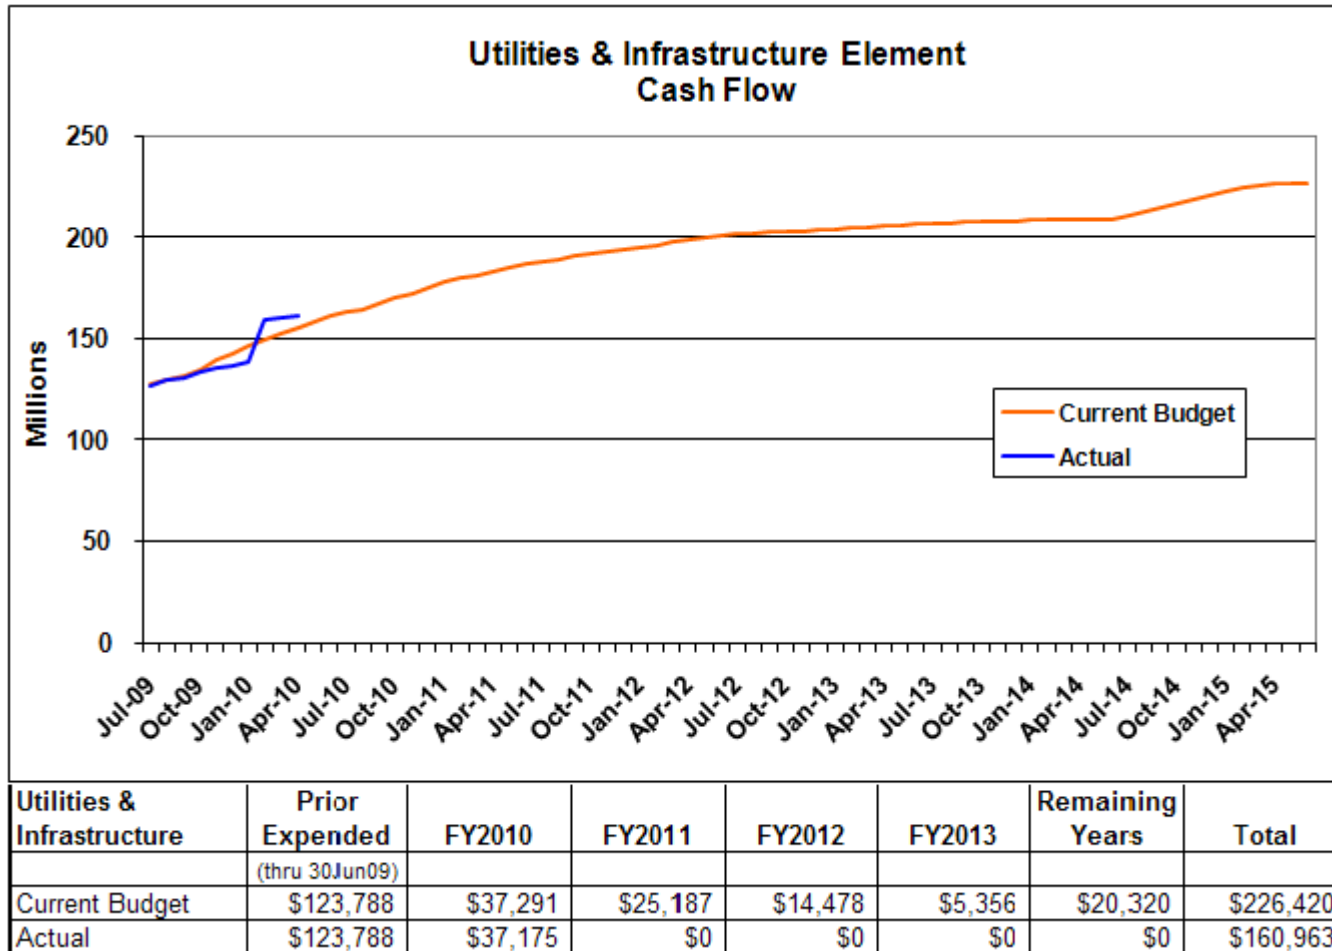 Utilities & Infrastructure Element
Cash Flow
250
200
150
100
50
0
Millions
Current Budget
Actual
Jul-09 Oct-09 Jan-10 Apr-10 Jul-10 Oct-10 Jan-11 Apr-11 Jul-11 Oct-11 Jan-12 Apr-12 Jul-12 Oct-12 Jan-13 Apr-13 Jul-13 Oct-13 Jan-14 Apr-14 Jul-14 Oct-14 Jan-15 Apr-15
Utilities & Prior Remaining
Infrastructure Expended FY2010 FY2011 FY2012 FY2013 Years Total
(thru 30Jun09)
Current Budget $123,788 $37,291 $25,187 $14,478 $5,356 $20,320 $226,420
Actual $123,788 $37,175 $0 $0 $0 $0 $160,963